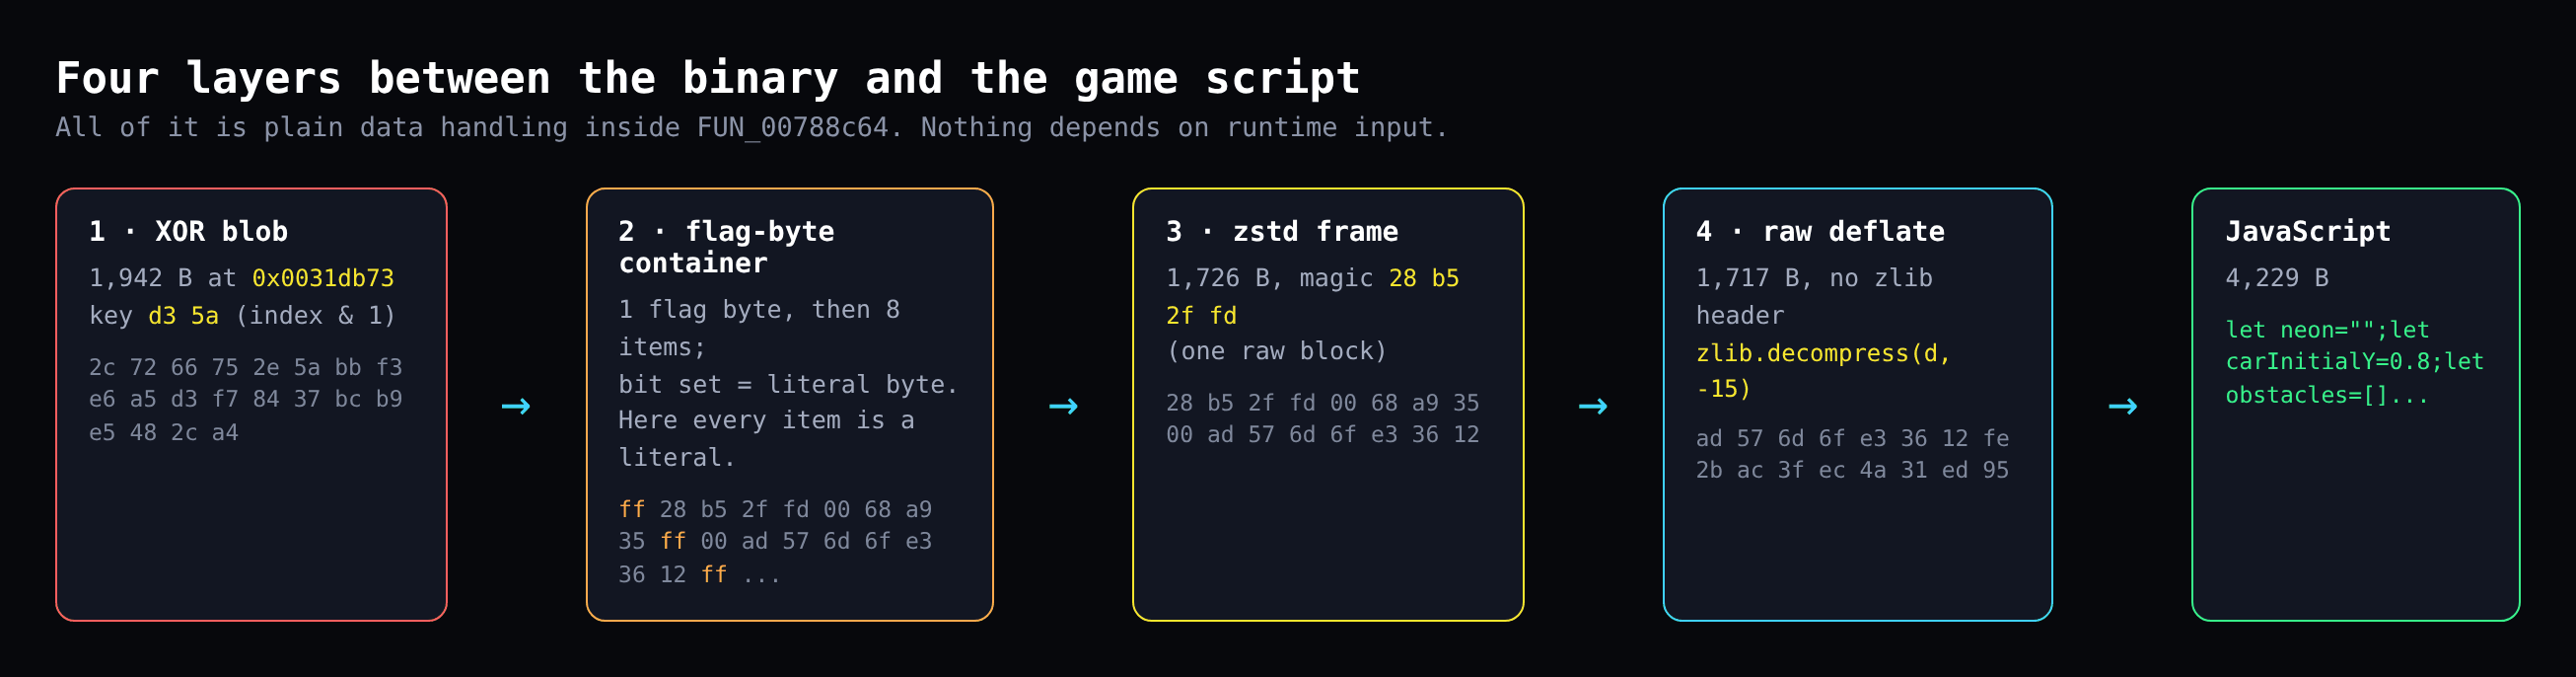 Four layers between the binary and the game script
All of it is plain data handling inside FUN_00788c64. Nothing depends on runtime input.
1 · XOR blob
1,942 B at 0x0031db73
key d3 5a (index & 1)
2c 72 66 75 2e 5a bb f3
e6 a5 d3 f7 84 37 bc b9
e5 48 2c a4
→
2 · flag-byte
container
1 flag byte, then 8
items;
bit set = literal byte.
Here every item is a
literal.
ff 28 b5 2f fd 00 68 a9
35 ff 00 ad 57 6d 6f e3
36 12 ff ...
→
3 · zstd frame
1,726 B, magic 28 b5
2f fd
(one raw block)
28 b5 2f fd 00 68 a9 35
00 ad 57 6d 6f e3 36 12
→
4 · raw deflate
1,717 B, no zlib
header
zlib.decompress(d,
-15)
ad 57 6d 6f e3 36 12 fe
2b ac 3f ec 4a 31 ed 95
→
JavaScript
4,229 B
let neon="";let
carInitialY=0.8;let
obstacles=[]...